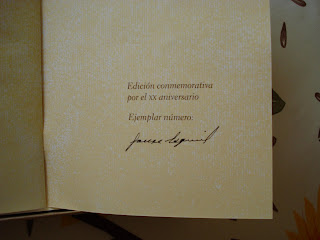 Edición conmemorativa
por el XX aniversario
Ejemplar número: